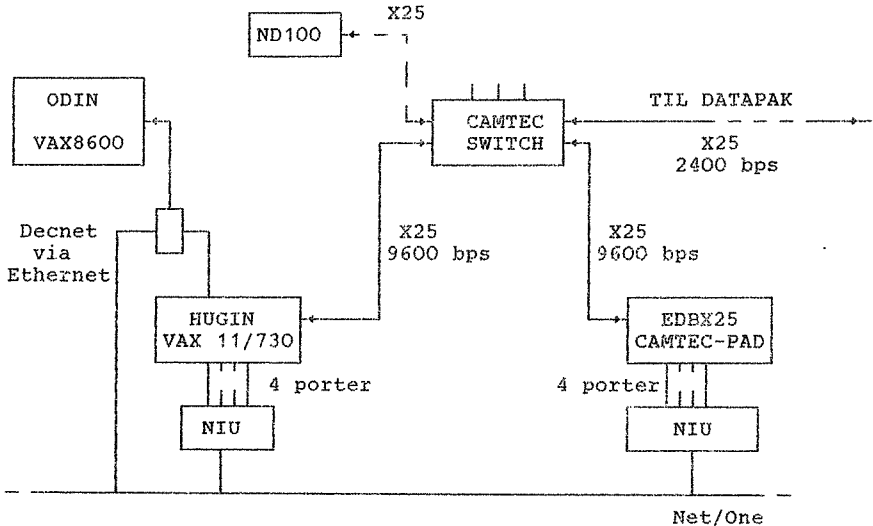 X25
ND100
ODIN
VAX8600
CAMTEC
SWITCH
TIL DATAPAK
X25
2400 bps
Decnet
via
Ethernet
X25
9600 bps
X25
9600 bps
HUGIN
VAX 11/730
EDBX25
CAMTEC-PAD
4 porter
4 porter
NIU
NIU
Net/One